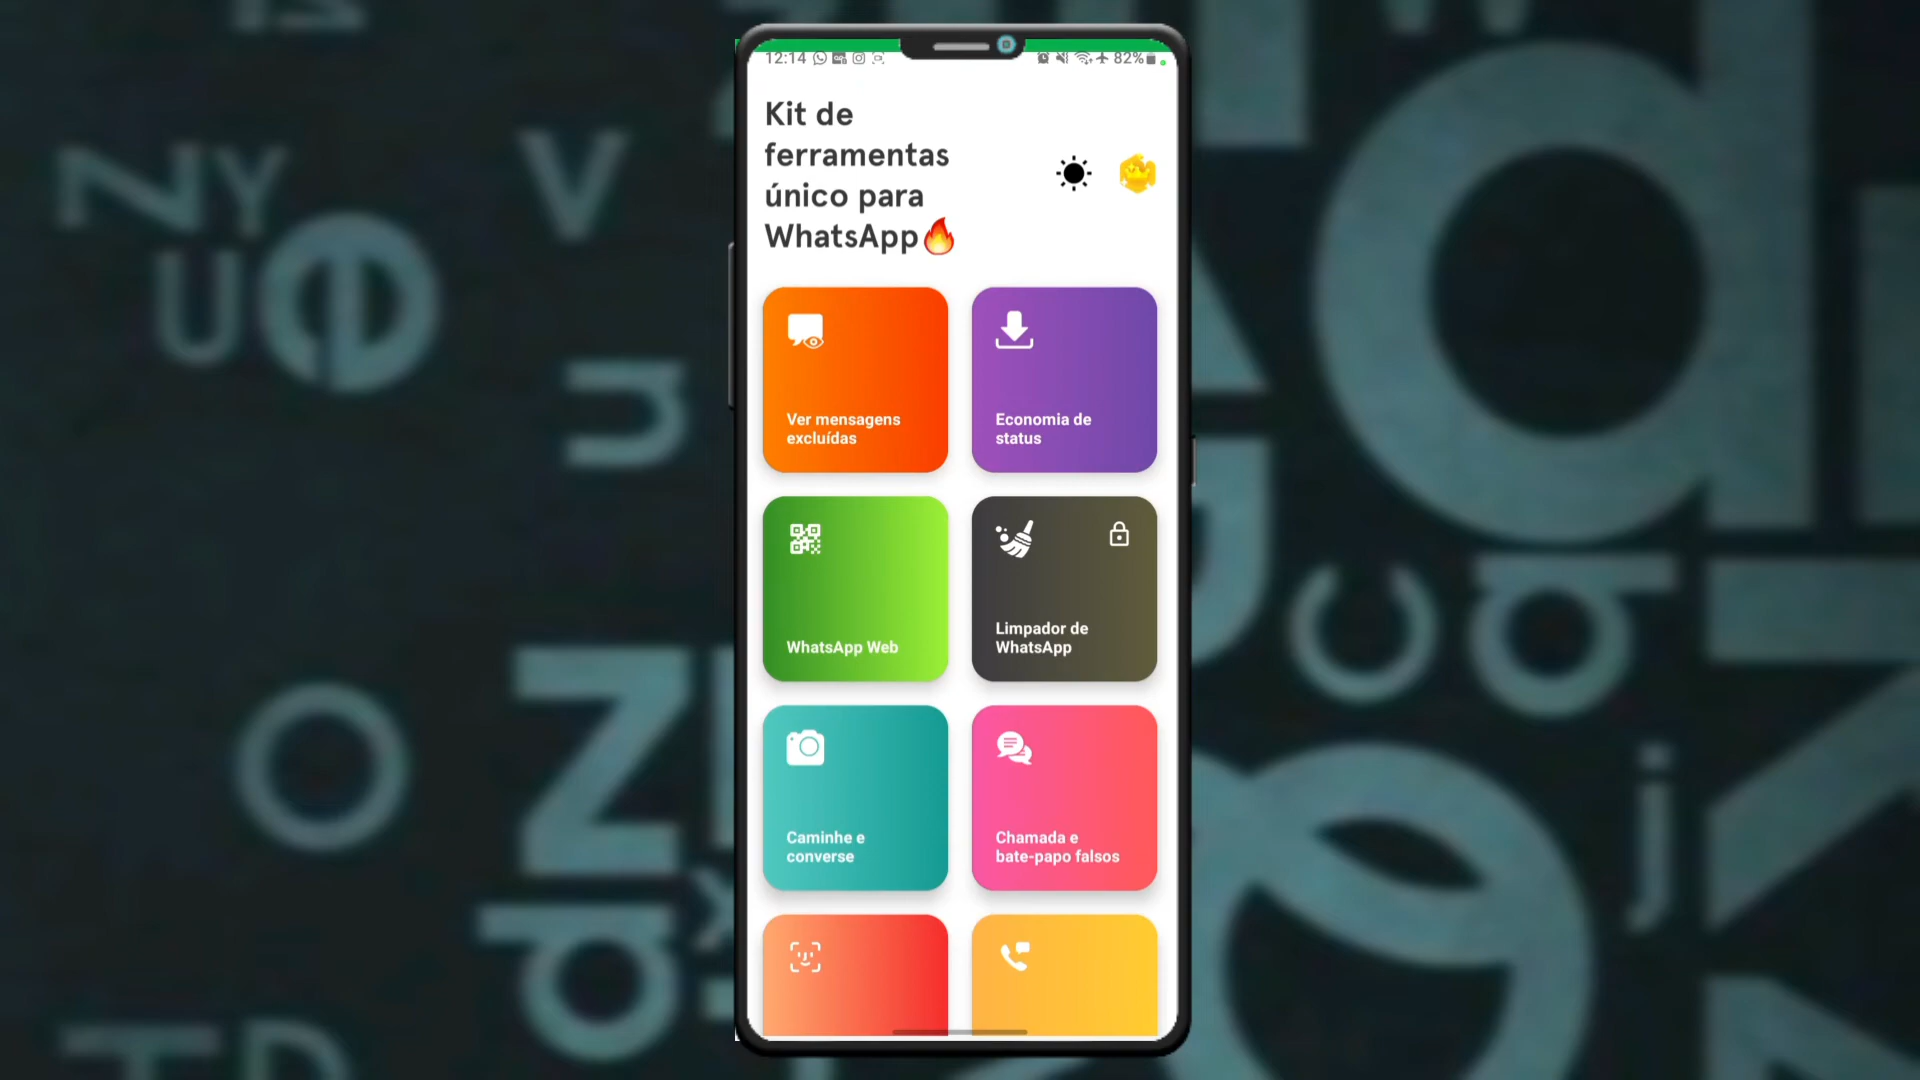 12:14
82%
Kit de
ferramentas
único para
WhatsApp🔥
Ver mensagens
excluídas
Economia de
status
WhatsApp Web
Limpador de
WhatsApp
Caminhe e
converse
Chamada e
bate-papo falsos
N Y
V
U e
u
O
Z
d
T D
a
c
a
j